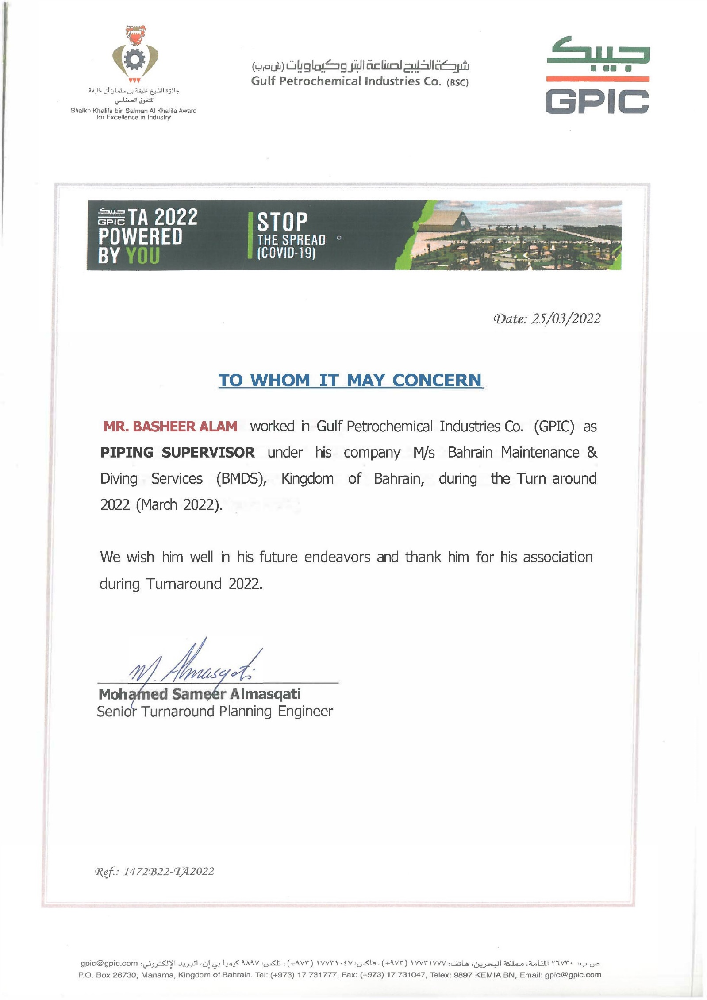 جائزة الشيخ خليفة بن سلمان آل خليفة
للتفوق الصناعي
Shaikh Khalifa bin Salman Al Khalifa Award
for Excellence in Industry
شركة الخليج لصناعة البتروكيماويات (ش م ب)
Gulf Petrochemical Industries Co. (BSC)
جيبك
GPIC
جيبك
GPIC TA 2022
POWERED
BY YOU
STOP
THE SPREAD
(COVID-19)
Date: 25/03/2022
TO WHOM IT MAY CONCERN
MR. BASHEER ALAM worked in Gulf Petrochemical Industries Co. (GPIC) as
PIPING SUPERVISOR under his company M/s Bahrain Maintenance &
Diving Services (BMDS), Kingdom of Bahrain, during the Turn around
2022 (March 2022).
We wish him well in his future endeavors and thank him for his association
during Turnaround 2022.
M. Almasqati
Mohamed Sameer Almasqati
Senior Turnaround Planning Engineer
Ref.: 1472B22-TA2022
ص.ب: ٢٦٧٣٠ المنامة، مملكة البحرين، هاتف: ١٧٧٣١٧٧٧ (٩٧٣+)، فاكس: ١٧٧٣١٠٤٧ (٩٧٣+)، تلكس: ٩٨٩٧ كيميا بي إن، البريد الإلكتروني: gpic@gpic.com
P.O. Box 26730, Manama, Kingdom of Bahrain. Tel: (+973) 17 731777, Fax: (+973) 17 731047, Telex: 9897 KEMIA BN, Email: gpic@gpic.com